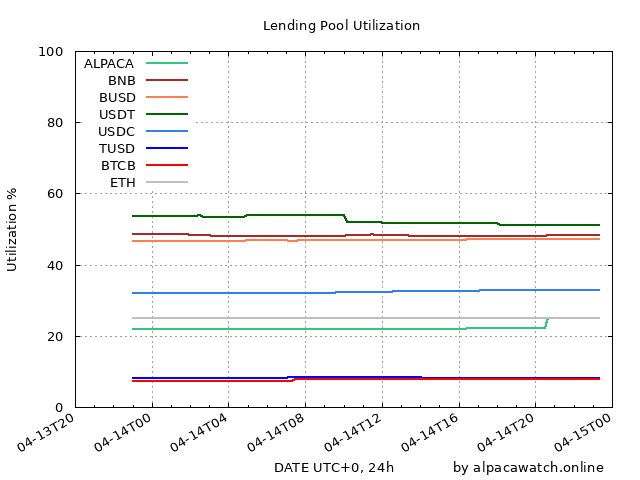 Lending Pool Utilization
100
80
60
40
20
0
Utilization %
ALPACA
BNB
BUSD
USDT
USDC
TUSD
BTCB
ETH
04-13T20
04-14T00
04-14T04
04-14T08
04-14T12
04-14T16
04-14T20
04-15T00
DATE UTC+0, 24h
by alpacawatch.online